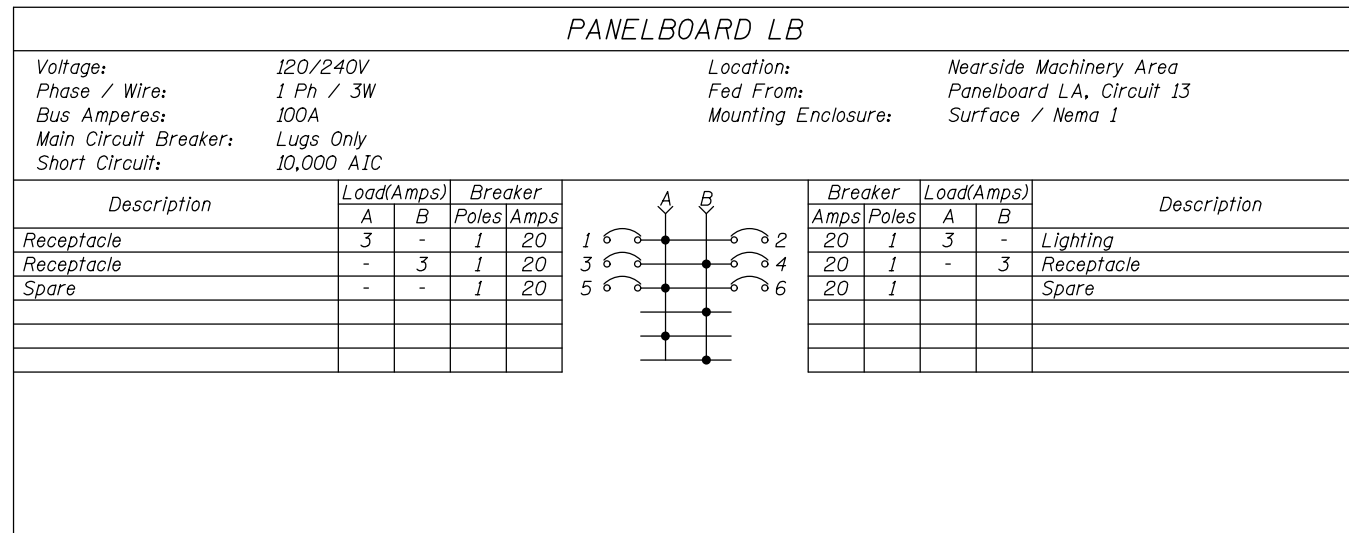 PANELBOARD LB
Voltage: 120/240V Location: Nearside Machinery Area
Phase / Wire: 1 Ph / 3W Fed From: Panelboard LA, Circuit 13
Bus Amperes: 100A Mounting Enclosure: Surface / Nema 1
Main Circuit Breaker: Lugs Only
Short Circuit: 10,000 AIC
Description Load(Amps) Breaker A B Breaker Load(Amps) Description
A B Poles Amps Amps Poles A B
Receptacle 3 - 1 20 1 2 20 1 3 - Lighting
Receptacle - 3 1 20 3 4 20 1 - 3 Receptacle
Spare - - 1 20 5 6 20 1 Spare